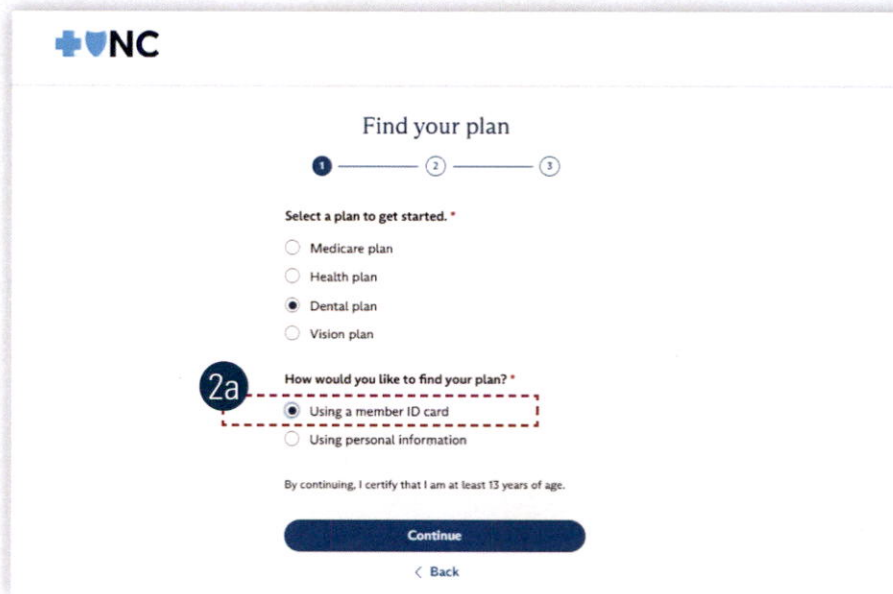 NC
Find your plan
1 2 3
Select a plan to get started. *
Medicare plan
Health plan
Dental plan
Vision plan
2a
How would you like to find your plan? *
Using a member ID card
Using personal information
By continuing, I certify that I am at least 13 years of age.
Continue
< Back